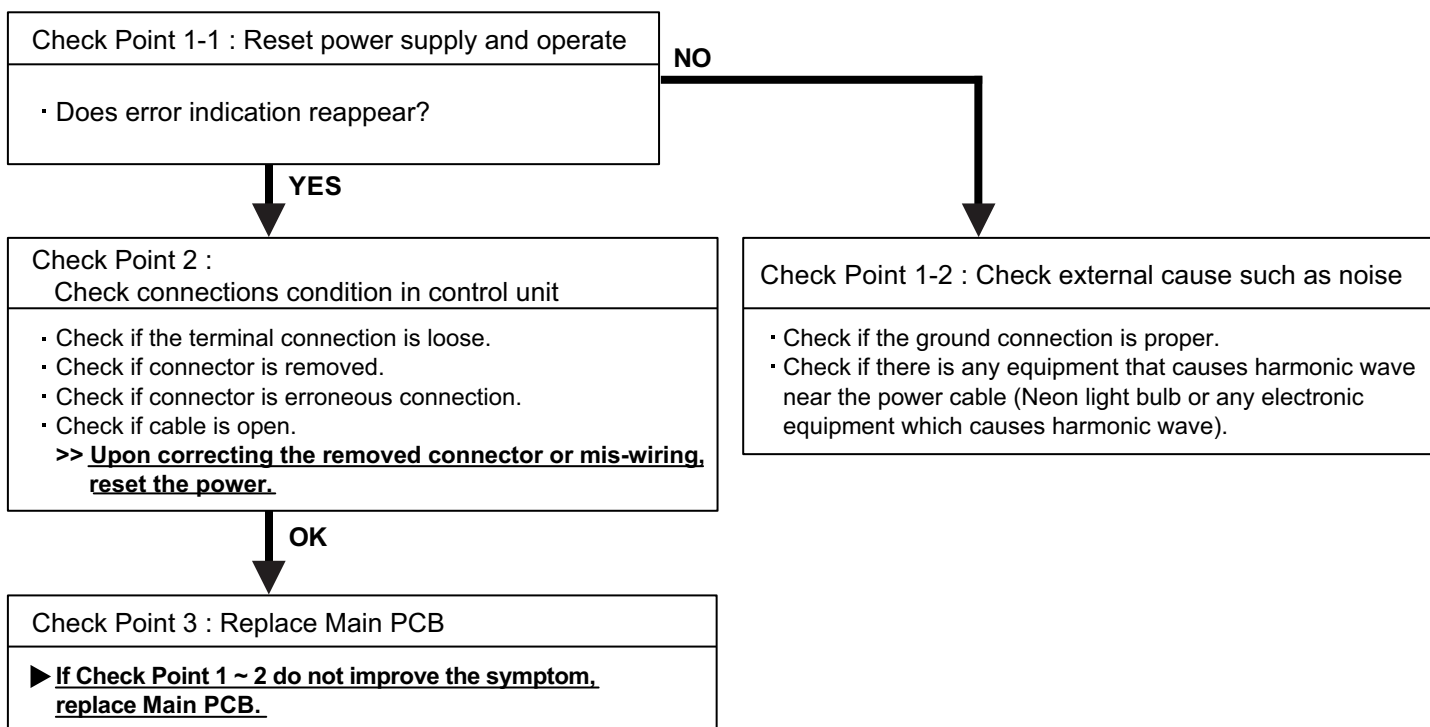 Check Point 1-1 : Reset power supply and operate
· Does error indication reappear?
NO
YES
Check Point 2 :
Check connections condition in control unit
· Check if the terminal connection is loose.
· Check if connector is removed.
· Check if connector is erroneous connection.
· Check if cable is open.
>> Upon correcting the removed connector or mis-wiring,
reset the power.
Check Point 1-2 : Check external cause such as noise
· Check if the ground connection is proper.
· Check if there is any equipment that causes harmonic wave
near the power cable (Neon light bulb or any electronic
equipment which causes harmonic wave).
OK
Check Point 3 : Replace Main PCB
▶ If Check Point 1 ~ 2 do not improve the symptom,
replace Main PCB.